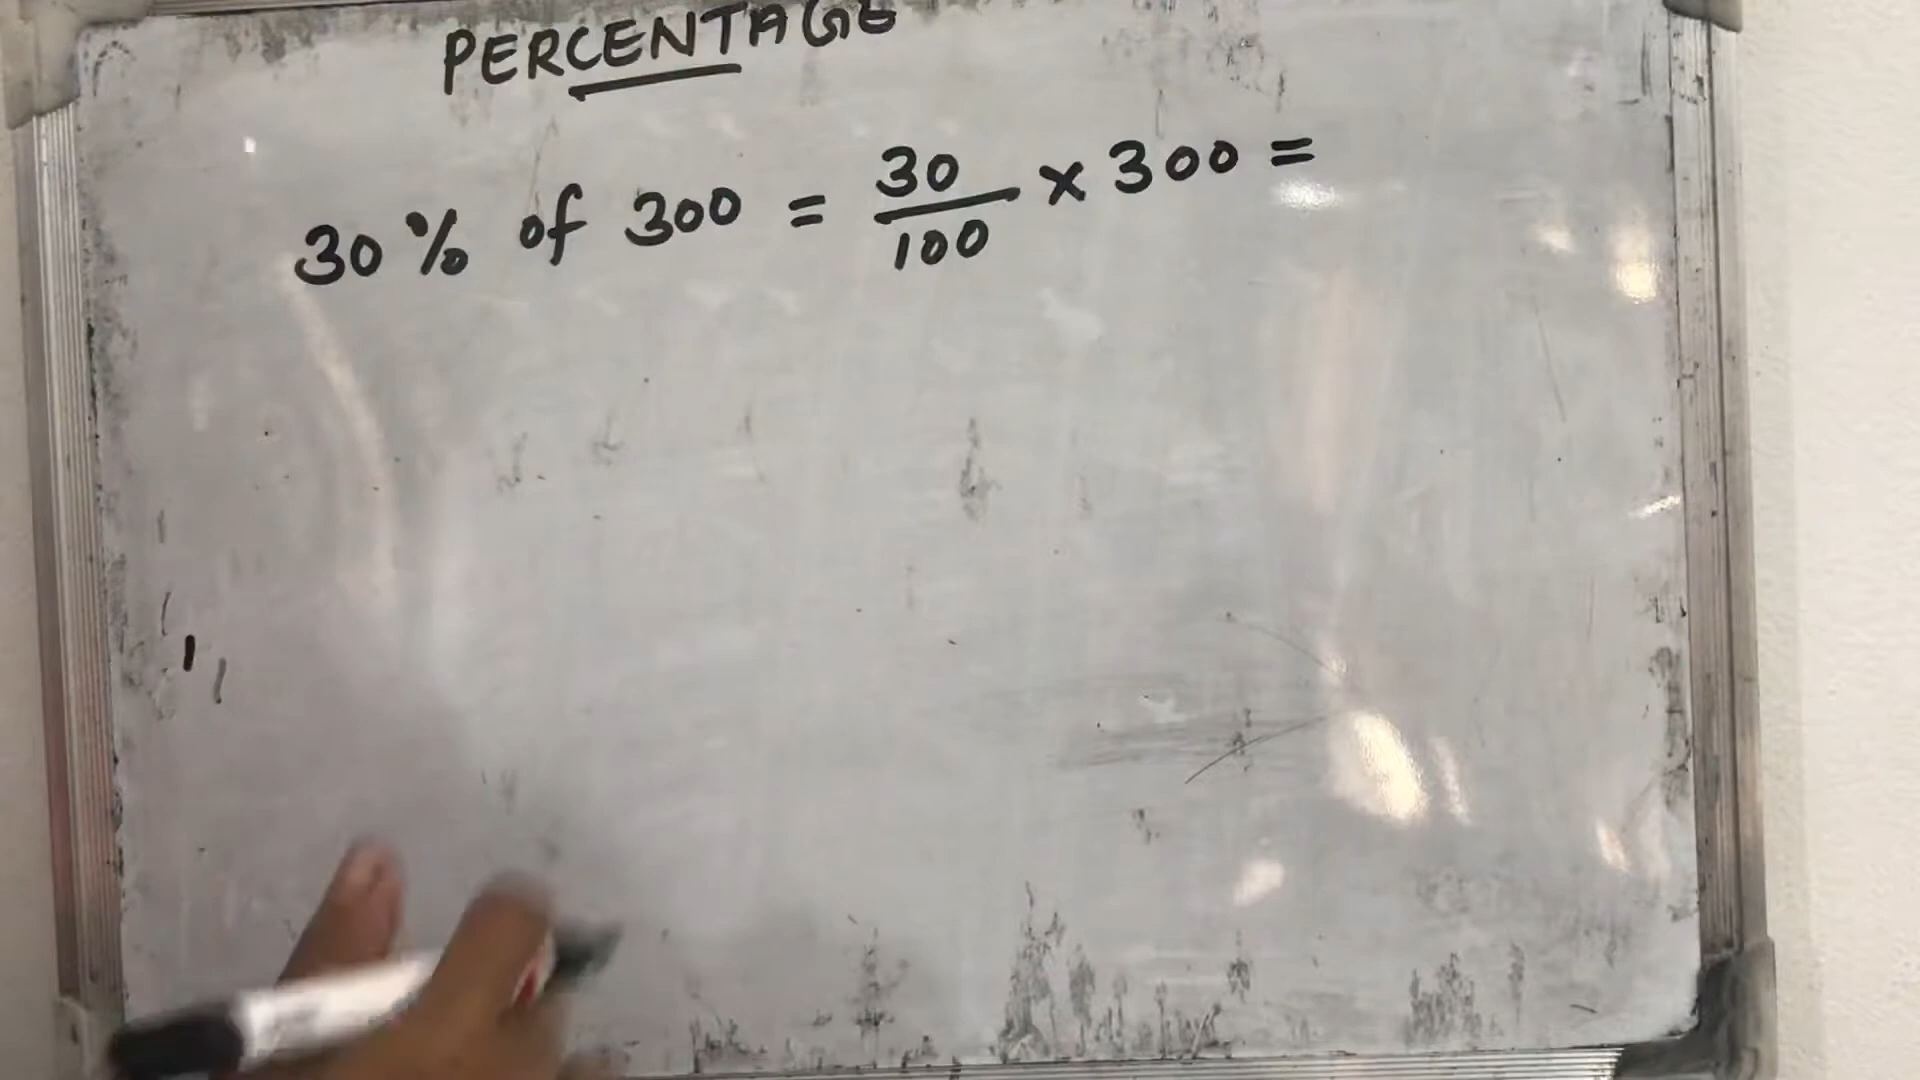 PERCENTAGE
30% of 300 = 30/100 × 300 =